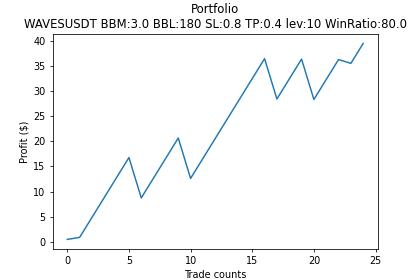 Portfolio
WAVESUSDT BBM:3.0 BBL:180 SL:0.8 TP:0.4 lev:10 WinRatio:80.0
40
35
30
25
20
15
10
5
0
Profit ($)
0 5 10 15 20 25
Trade counts